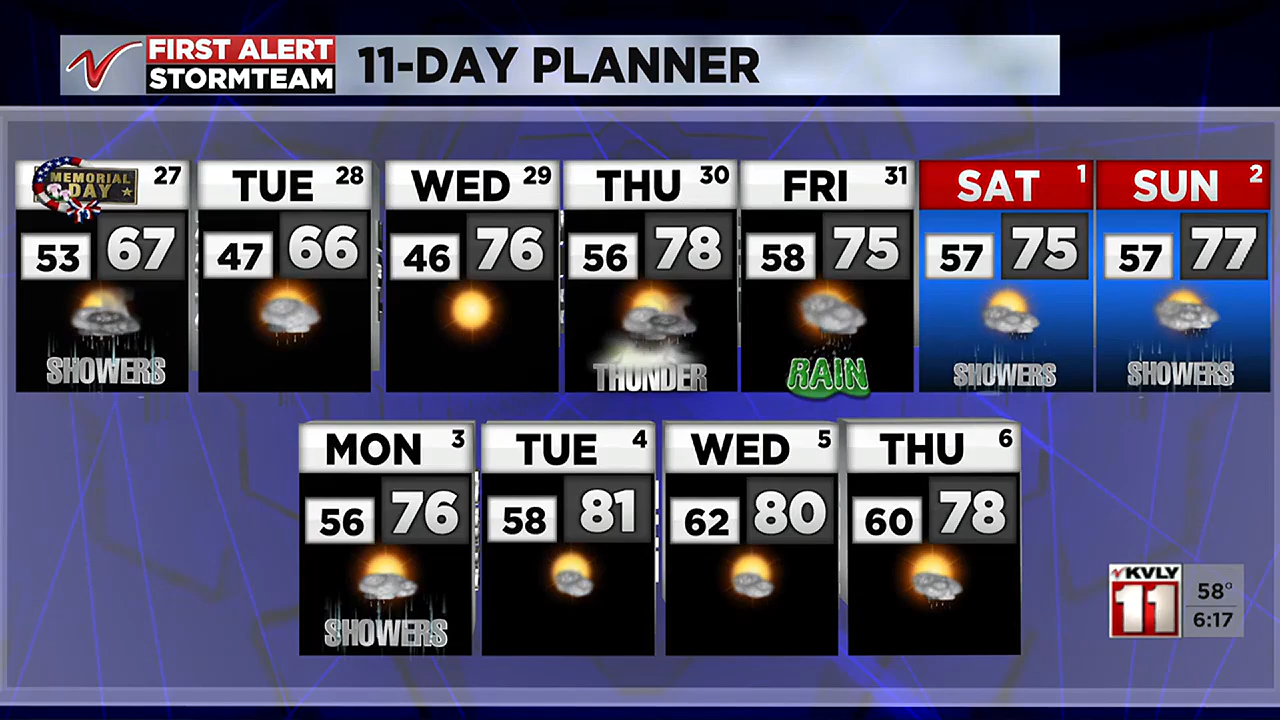 FIRST ALERT
STORMTEAM
11-DAY PLANNER
MEMORIAL
DAY
27
53 67
SHOWERS
TUE 28
47 66
WED 29
46 76
THU 30
56 78
THUNDER
FRI 31
58 75
RAIN
SAT 1
57 75
SHOWERS
SUN 2
57 77
SHOWERS
MON 3
56 76
SHOWERS
TUE 4
58 81
WED 5
62 80
THU 6
60 78
KVLY
11
58°
6:17